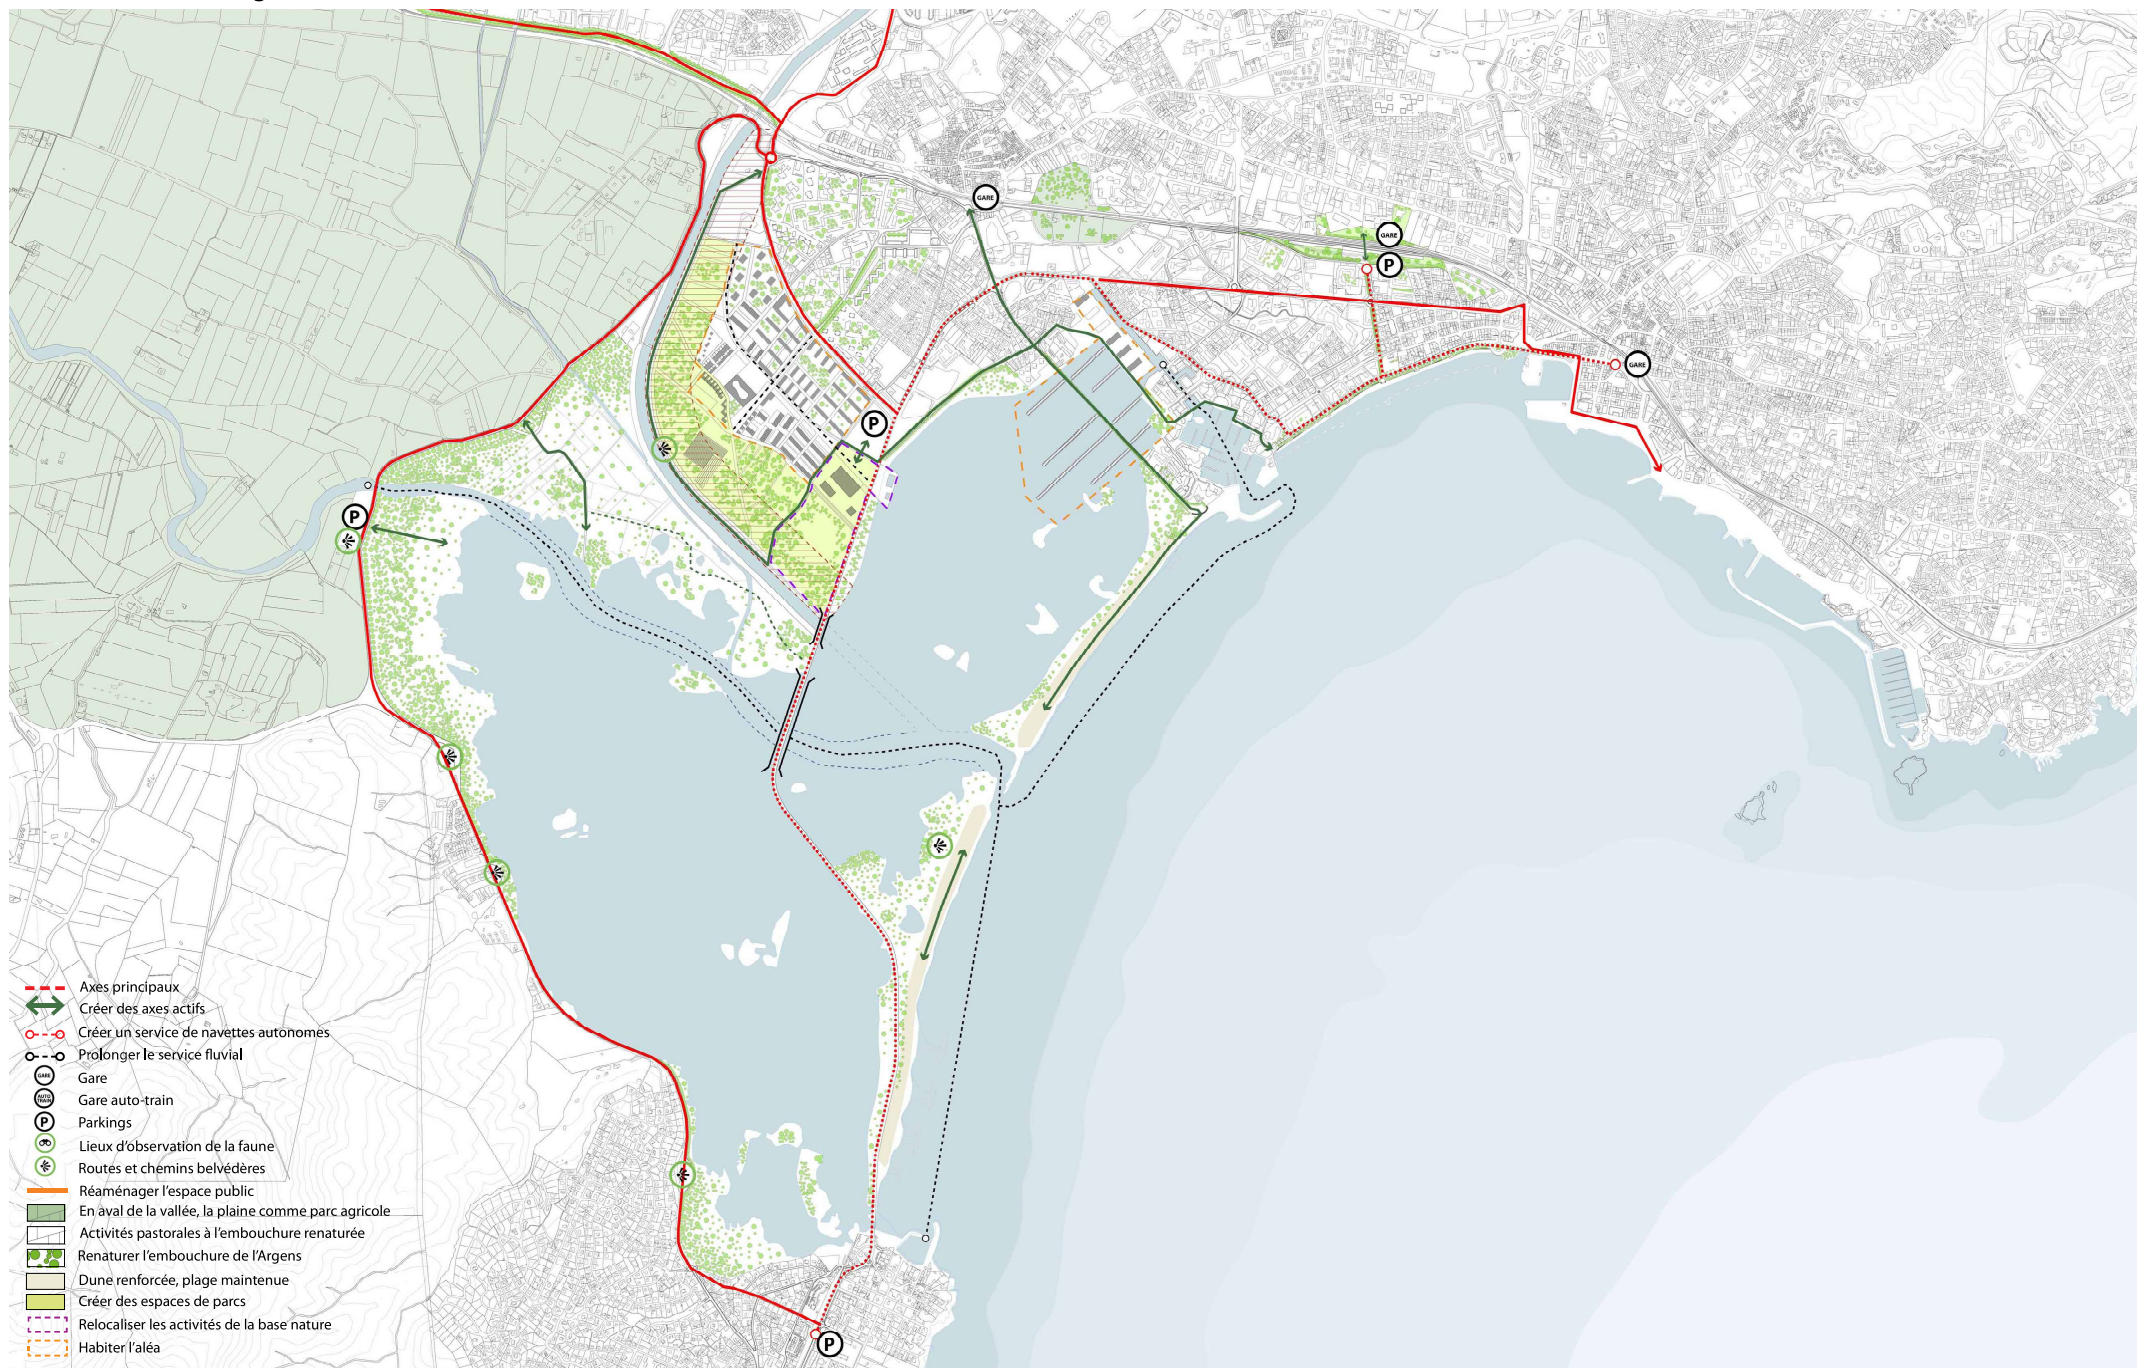 GARE
GARE
P
GARE
P
P
P
Axes principaux
Créer des axes actifs
Créer un service de navettes autonomes
Prolonger le service fluvial
GARE Gare
AUTO TRAIN Gare auto-train
P Parkings
Lieux d'observation de la faune
Routes et chemins belvédères
Réaménager l'espace public
En aval de la vallée, la plaine comme parc agricole
Activités pastorales à l'embouchure renaturée
Renaturer l'embouchure de l'Argens
Dune renforcée, plage maintenue
Créer des espaces de parcs
Relocaliser les activités de la base nature
Habiter l'aléa